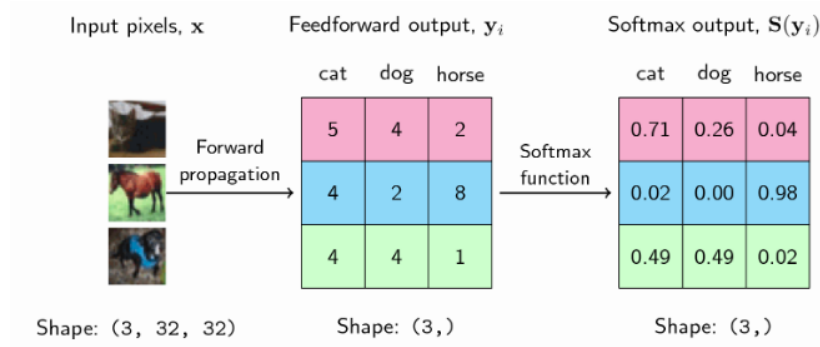 Input pixels, x
Feedforward output, yᵢ
Softmax output, S(yᵢ)
cat dog horse
cat dog horse
Forward
propagation
5 4 2
4 2 8
4 4 1
Softmax
function
0.71 0.26 0.04
0.02 0.00 0.98
0.49 0.49 0.02
Shape: (3, 32, 32)
Shape: (3,)
Shape: (3,)